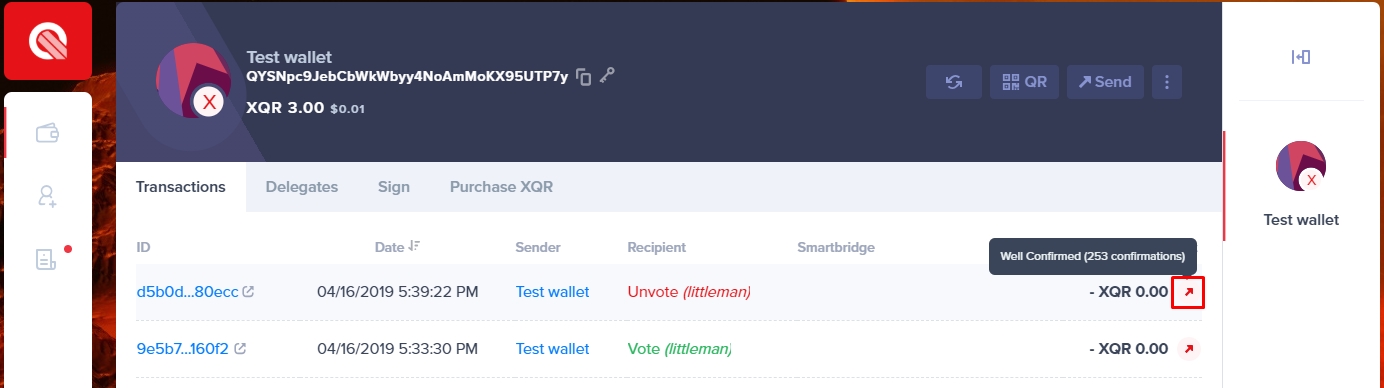 Test wallet
QYSNpc9JebCbWkWbyy4NoAmMoKX95UTP7y
X
XQR 3.00 $0.01
QR
Send
Transactions
Delegates
Sign
Purchase XQR
X
Test wallet
ID
Date
Sender
Recipient
Smartbridge
Well Confirmed (253 confirmations)
d5b0d...80ecc 04/16/2019 5:39:22 PM Test wallet Unvote (littleman) - XQR 0.00
9e5b7...160f2 04/16/2019 5:33:30 PM Test wallet Vote (littleman) - XQR 0.00